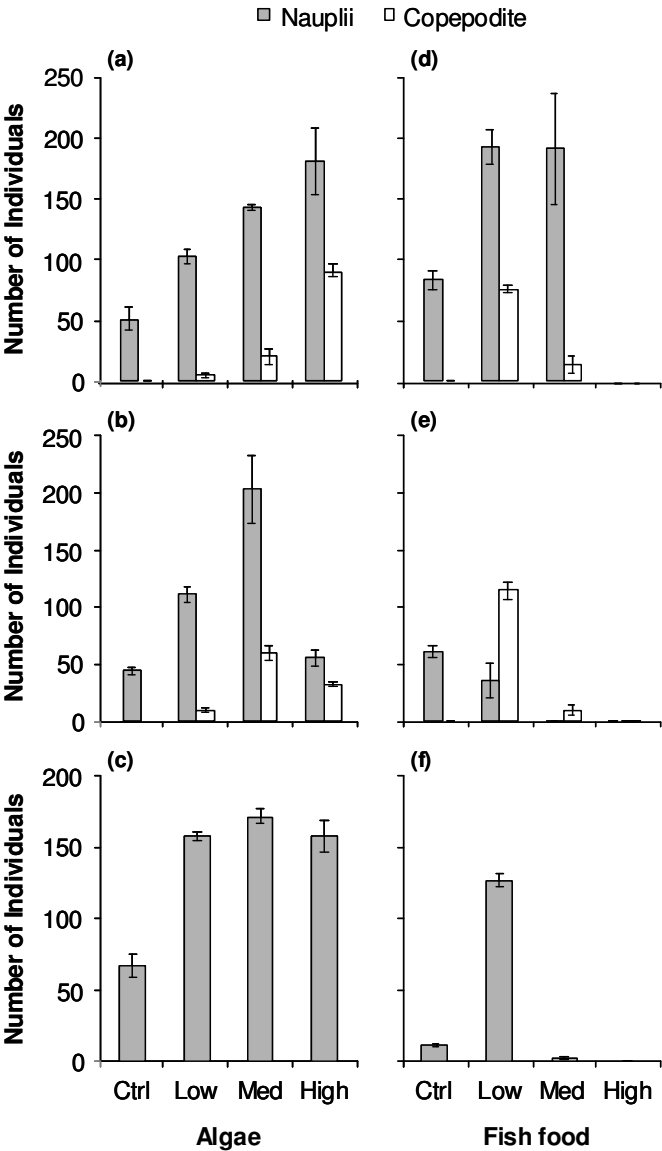 Nauplii Copepodite
(a) (d)
250
200
150
100
50
0
Number of Individuals
(b) (e)
250
200
150
100
50
0
Number of Individuals
(c) (f)
200
150
100
50
0
Number of Individuals
Ctrl Low Med High Ctrl Low Med High
Algae Fish food